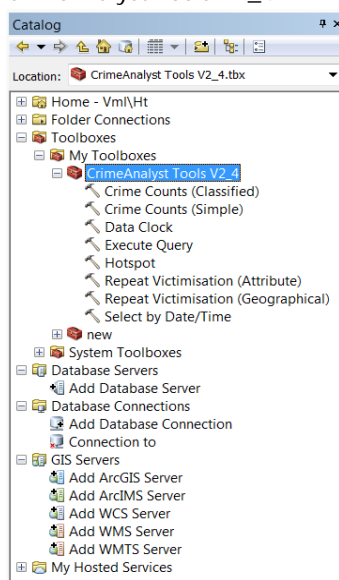 Catalog
Location: CrimeAnalyst Tools V2_4.tbx
Home - Vml\Ht
Folder Connections
Toolboxes
My Toolboxes
CrimeAnalyst Tools V2_4
Crime Counts (Classified)
Crime Counts (Simple)
Data Clock
Execute Query
Hotspot
Repeat Victimisation (Attribute)
Repeat Victimisation (Geographical)
Select by Date/Time
new
System Toolboxes
Database Servers
Add Database Server
Database Connections
Add Database Connection
Connection to
GIS Servers
Add ArcGIS Server
Add ArcIMS Server
Add WCS Server
Add WMS Server
Add WMTS Server
My Hosted Services